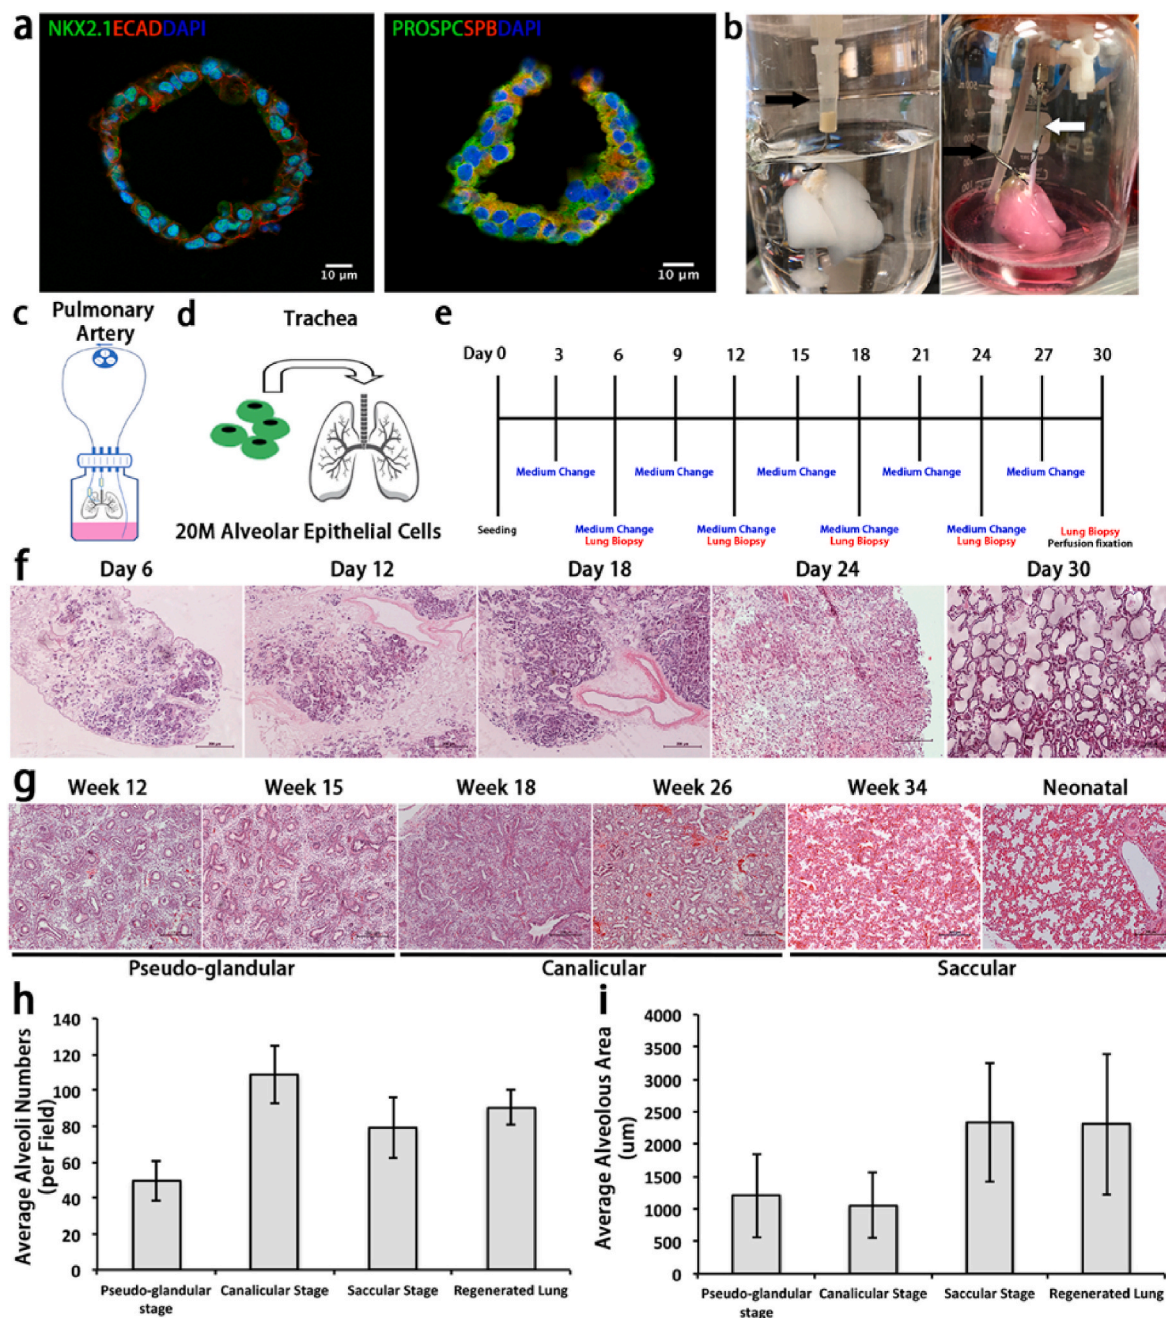 a
NKX2.1ECADDAPI
10 µm
PROSPCSPBDAPI
10 µm
b
c
Pulmonary
Artery
d
Trachea
20M Alveolar Epithelial Cells
e
Day 0 3 6 9 12 15 18 21 24 27 30
Medium Change Medium Change Medium Change Medium Change Medium Change
Seeding
Medium Change Medium Change Medium Change Medium Change Lung Biopsy
Lung Biopsy Lung Biopsy Lung Biopsy Lung Biopsy Perfusion fixation
f
Day 6 Day 12 Day 18 Day 24 Day 30
g
Week 12 Week 15 Week 18 Week 26 Week 34 Neonatal
Pseudo-glandular Canalicular Saccular
h
Average Alveoli Numbers
(per Field)
140
120
100
80
60
40
20
0
Pseudo-glandular
stage
Canalicular Stage
Saccular Stage
Regenerated Lung
i
Average Alveolous Area
(um)
4000
3500
3000
2500
2000
1500
1000
500
0
Pseudo-glandular
stage
Canalicular Stage
Saccular Stage
Regenerated Lung